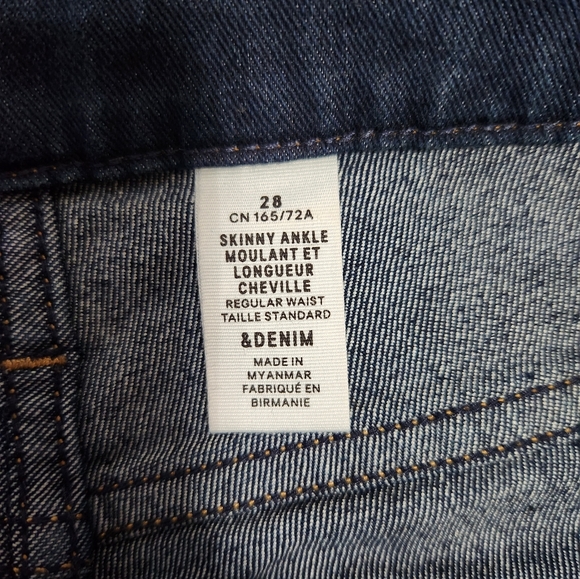 28
CN 165/72A
SKINNY ANKLE
MOULANT ET
LONGUEUR
CHEVILLE
REGULAR WAIST
TAILLE STANDARD
&DENIM
MADE IN
MYANMAR
FABRIQUÉ EN
BIRMANIE